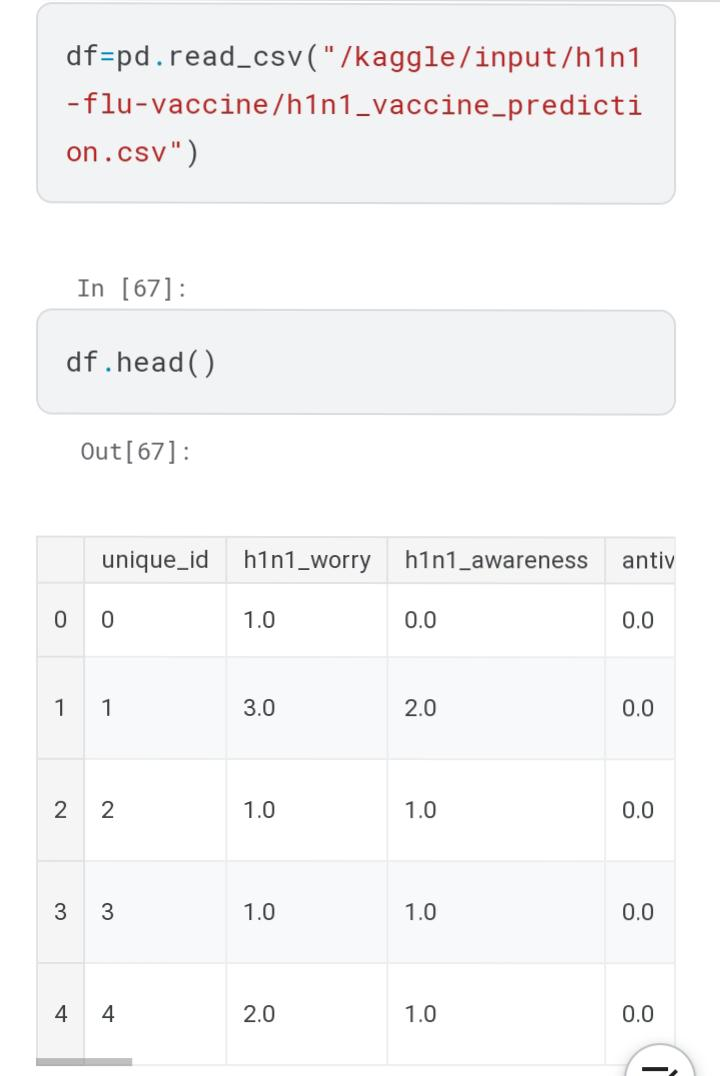 df=pd.read_csv("/kaggle/input/h1n1
-flu-vaccine/h1n1_vaccine_predicti
on.csv")
In [67]:
df.head()
Out[67]:
unique_id h1n1_worry h1n1_awareness antiv
0 0 1.0 0.0 0.0
1 1 3.0 2.0 0.0
2 2 1.0 1.0 0.0
3 3 1.0 1.0 0.0
4 4 2.0 1.0 0.0